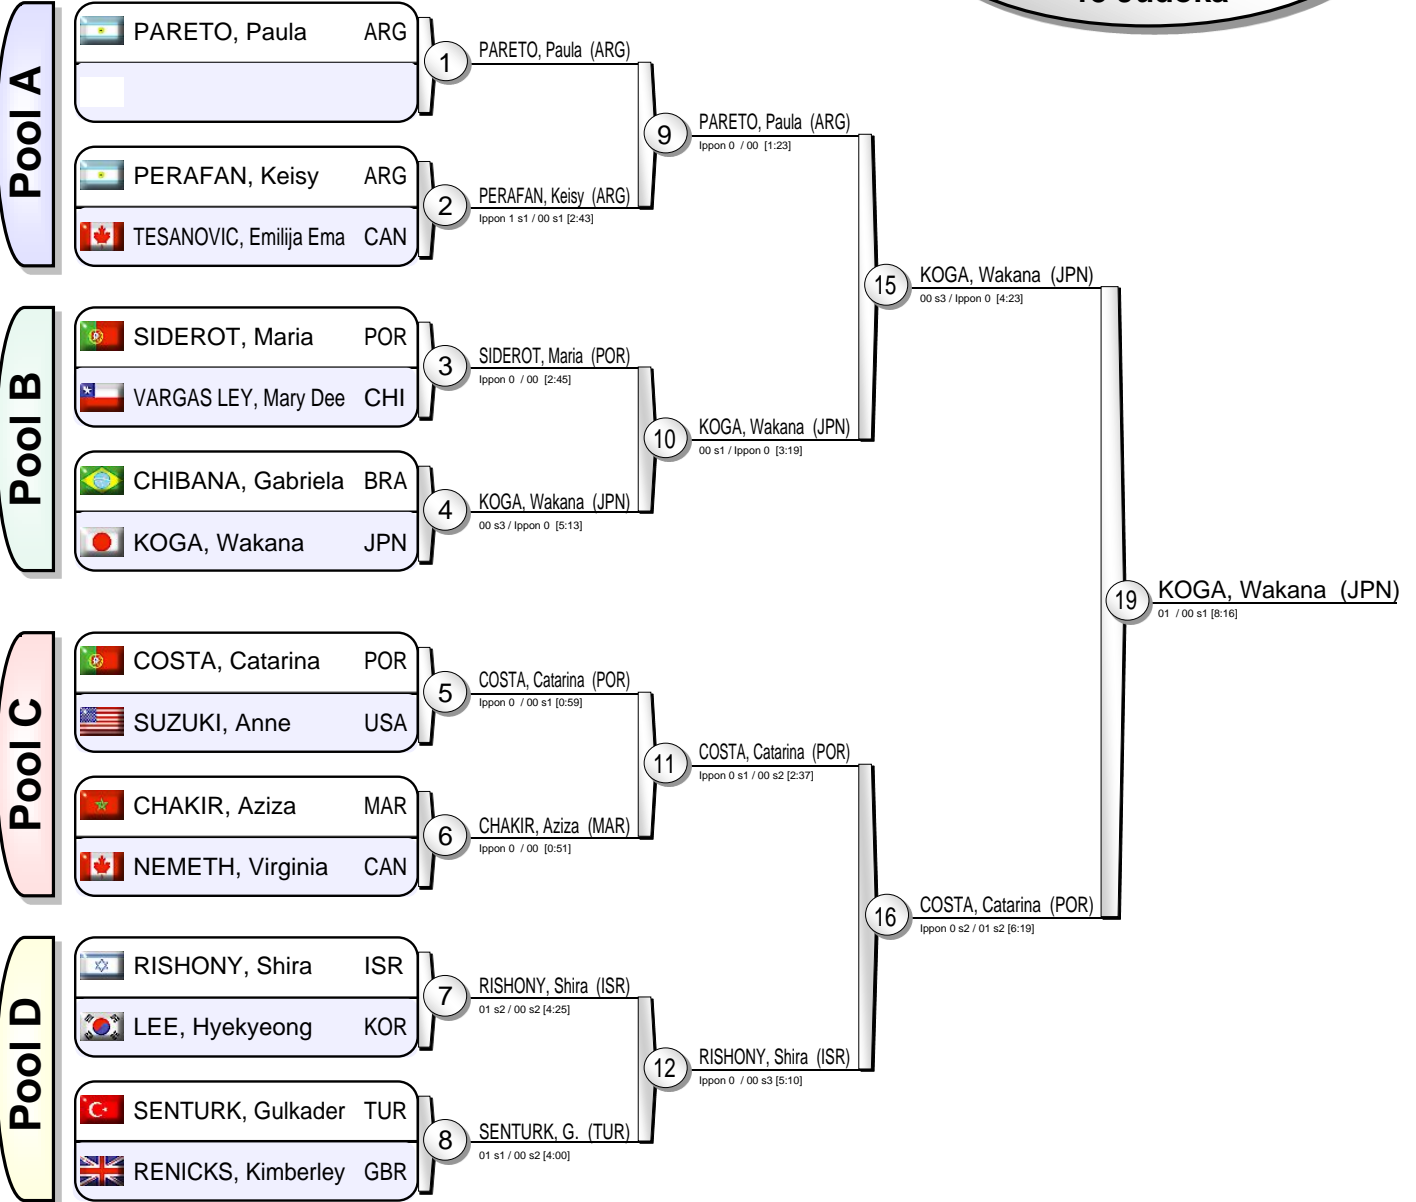 Pool A
PARETO, Paula ARG
PERAFAN, Keisy ARG
TESANOVIC, Emilija Ema CAN
Pool B
SIDEROT, Maria POR
VARGAS LEY, Mary Dee CHI
CHIBANA, Gabriela BRA
KOGA, Wakana JPN
Pool C
COSTA, Catarina POR
SUZUKI, Anne USA
CHAKIR, Aziza MAR
NEMETH, Virginia CAN
Pool D
RISHONY, Shira ISR
LEE, Hyekyeong KOR
SENTURK, Gulkader TUR
RENICKS, Kimberley GBR
1
PARETO, Paula (ARG)
2
PERAFAN, Keisy (ARG)
Ippon 1 s1 / 00 s1 [2:43]
3
SIDEROT, Maria (POR)
Ippon 0 / 00 [2:45]
4
KOGA, Wakana (JPN)
00 s3 / Ippon 0 [5:13]
5
COSTA, Catarina (POR)
Ippon 0 / 00 s1 [0:59]
6
CHAKIR, Aziza (MAR)
Ippon 0 / 00 [0:51]
7
RISHONY, Shira (ISR)
01 s2 / 00 s2 [4:25]
8
SENTURK, G. (TUR)
01 s1 / 00 s2 [4:00]
9
PARETO, Paula (ARG)
Ippon 0 / 00 [1:23]
10
KOGA, Wakana (JPN)
00 s1 / Ippon 0 [3:19]
11
COSTA, Catarina (POR)
Ippon 0 s1 / 00 s2 [2:37]
12
RISHONY, Shira (ISR)
Ippon 0 / 00 s3 [5:10]
15
KOGA, Wakana (JPN)
00 s3 / Ippon 0 [4:23]
16
COSTA, Catarina (POR)
Ippon 0 s2 / 01 s2 [6:19]
19
KOGA, Wakana (JPN)
01 / 00 s1 [8:16]